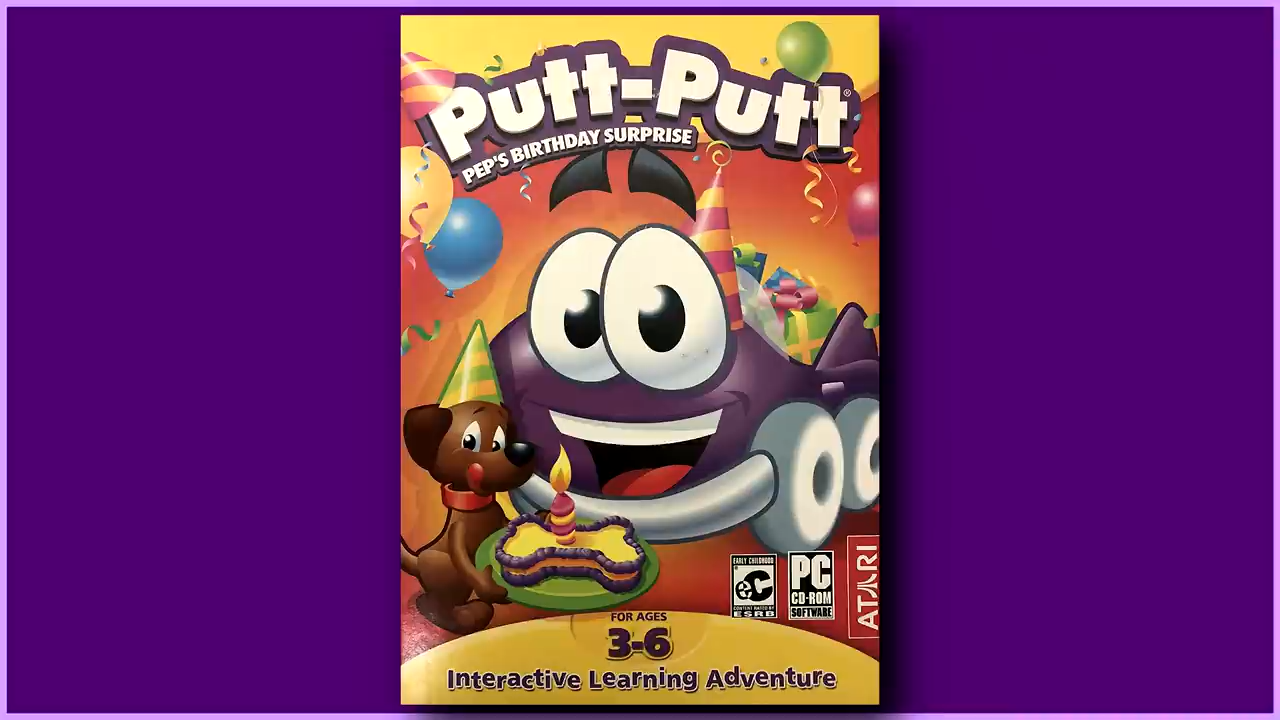 Putt-Putt®
PEP'S BIRTHDAY SURPRISE
EARLY CHILDHOOD
eC
CONTENT RATED BY
ESRB
PC
CD-ROM
SOFTWARE
ATARI
FOR AGES
3-6
Interactive Learning Adventure